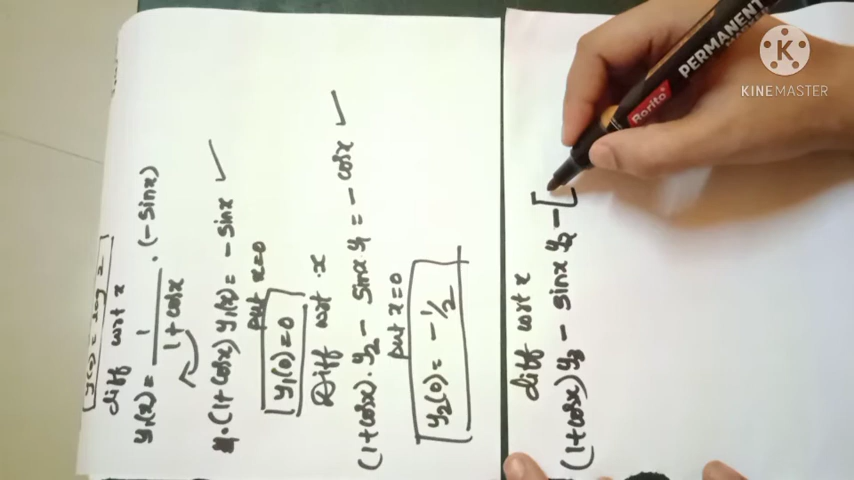 y(0) = log 2
diff wrt x
y₁(x) = 1/(1+cosx) . (-sinx)
(1+cosx) y₁(x) = -sinx ✓
put x=0
y₁(0)=0
Diff wrt x
(1+cosx). y₂ - sinx y₁ = -cosx ✓
put x=0
y₂(0) = -1/2
diff wrt x
(1+cosx) y₃ - sinx y₂ - [
Rorito
PERMANENT MARKER
K
KINEMASTER